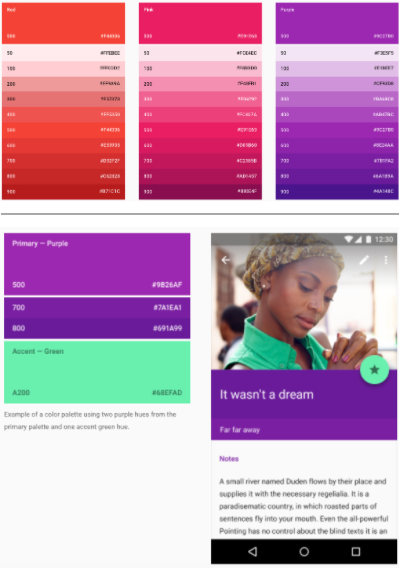 Red
500 #F44336
50 #FFEBEE
100 #FFCDD2
200 #EF9A9A
300 #E57373
400 #EF5350
500 #F44336
600 #E53935
700 #D32F2F
800 #C62828
900 #B71C1C
Pink
500 #E91E63
50 #FCE4EC
100 #F8BBD0
200 #F48FB1
300 #F06292
400 #EC407A
500 #E91E63
600 #D81B60
700 #C2185B
800 #AD1457
900 #880E4F
Purple
500 #9C27B0
50 #F3E5F5
100 #E1BEE7
200 #CE93D8
300 #BA68C8
400 #AB47BC
500 #9C27B0
600 #8E24AA
700 #7B1FA2
800 #6A1B9A
900 #4A148C
Primary — Purple
500 #9B26AF
700 #7A1EA1
800 #691A99
Accent — Green
A200 #68EFAD
Example of a color palette using two purple hues from the
primary palette and one accent green hue.
12:30
It wasn't a dream
Far far away
Notes
A small river named Duden flows by their place and
supplies it with the necessary regelialia. It is a
paradisematic country, in which roasted parts of
sentences fly into your mouth. Even the all-powerful
Pointing has no control about the blind texts it is an